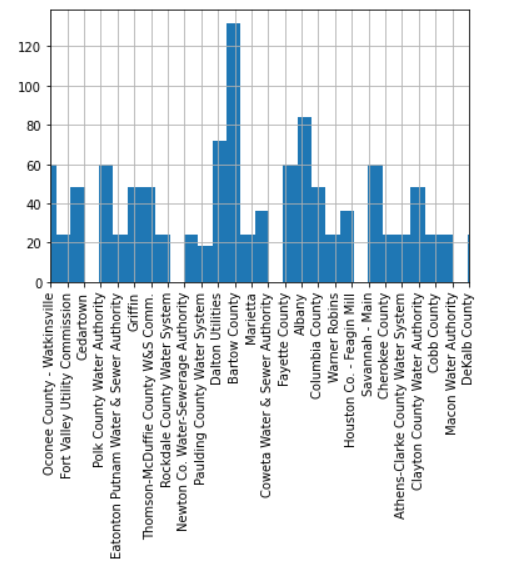 120
100
80
60
40
20
0
Oconee County - Watkinsville
Fort Valley Utility Commission
Cedartown
Polk County Water Authority
Eatonton Putnam Water & Sewer Authority
Griffin
Thomson-McDuffie County W&S Comm.
Rockdale County Water System
Newton Co. Water-Sewerage Authority
Paulding County Water System
Dalton Utilities
Bartow County
Marietta
Coweta Water & Sewer Authority
Fayette County
Albany
Columbia County
Warner Robins
Houston Co. - Feagin Mill
Savannah - Main
Cherokee County
Athens-Clarke County Water System
Clayton County Water Authority
Cobb County
Macon Water Authority
DeKalb County